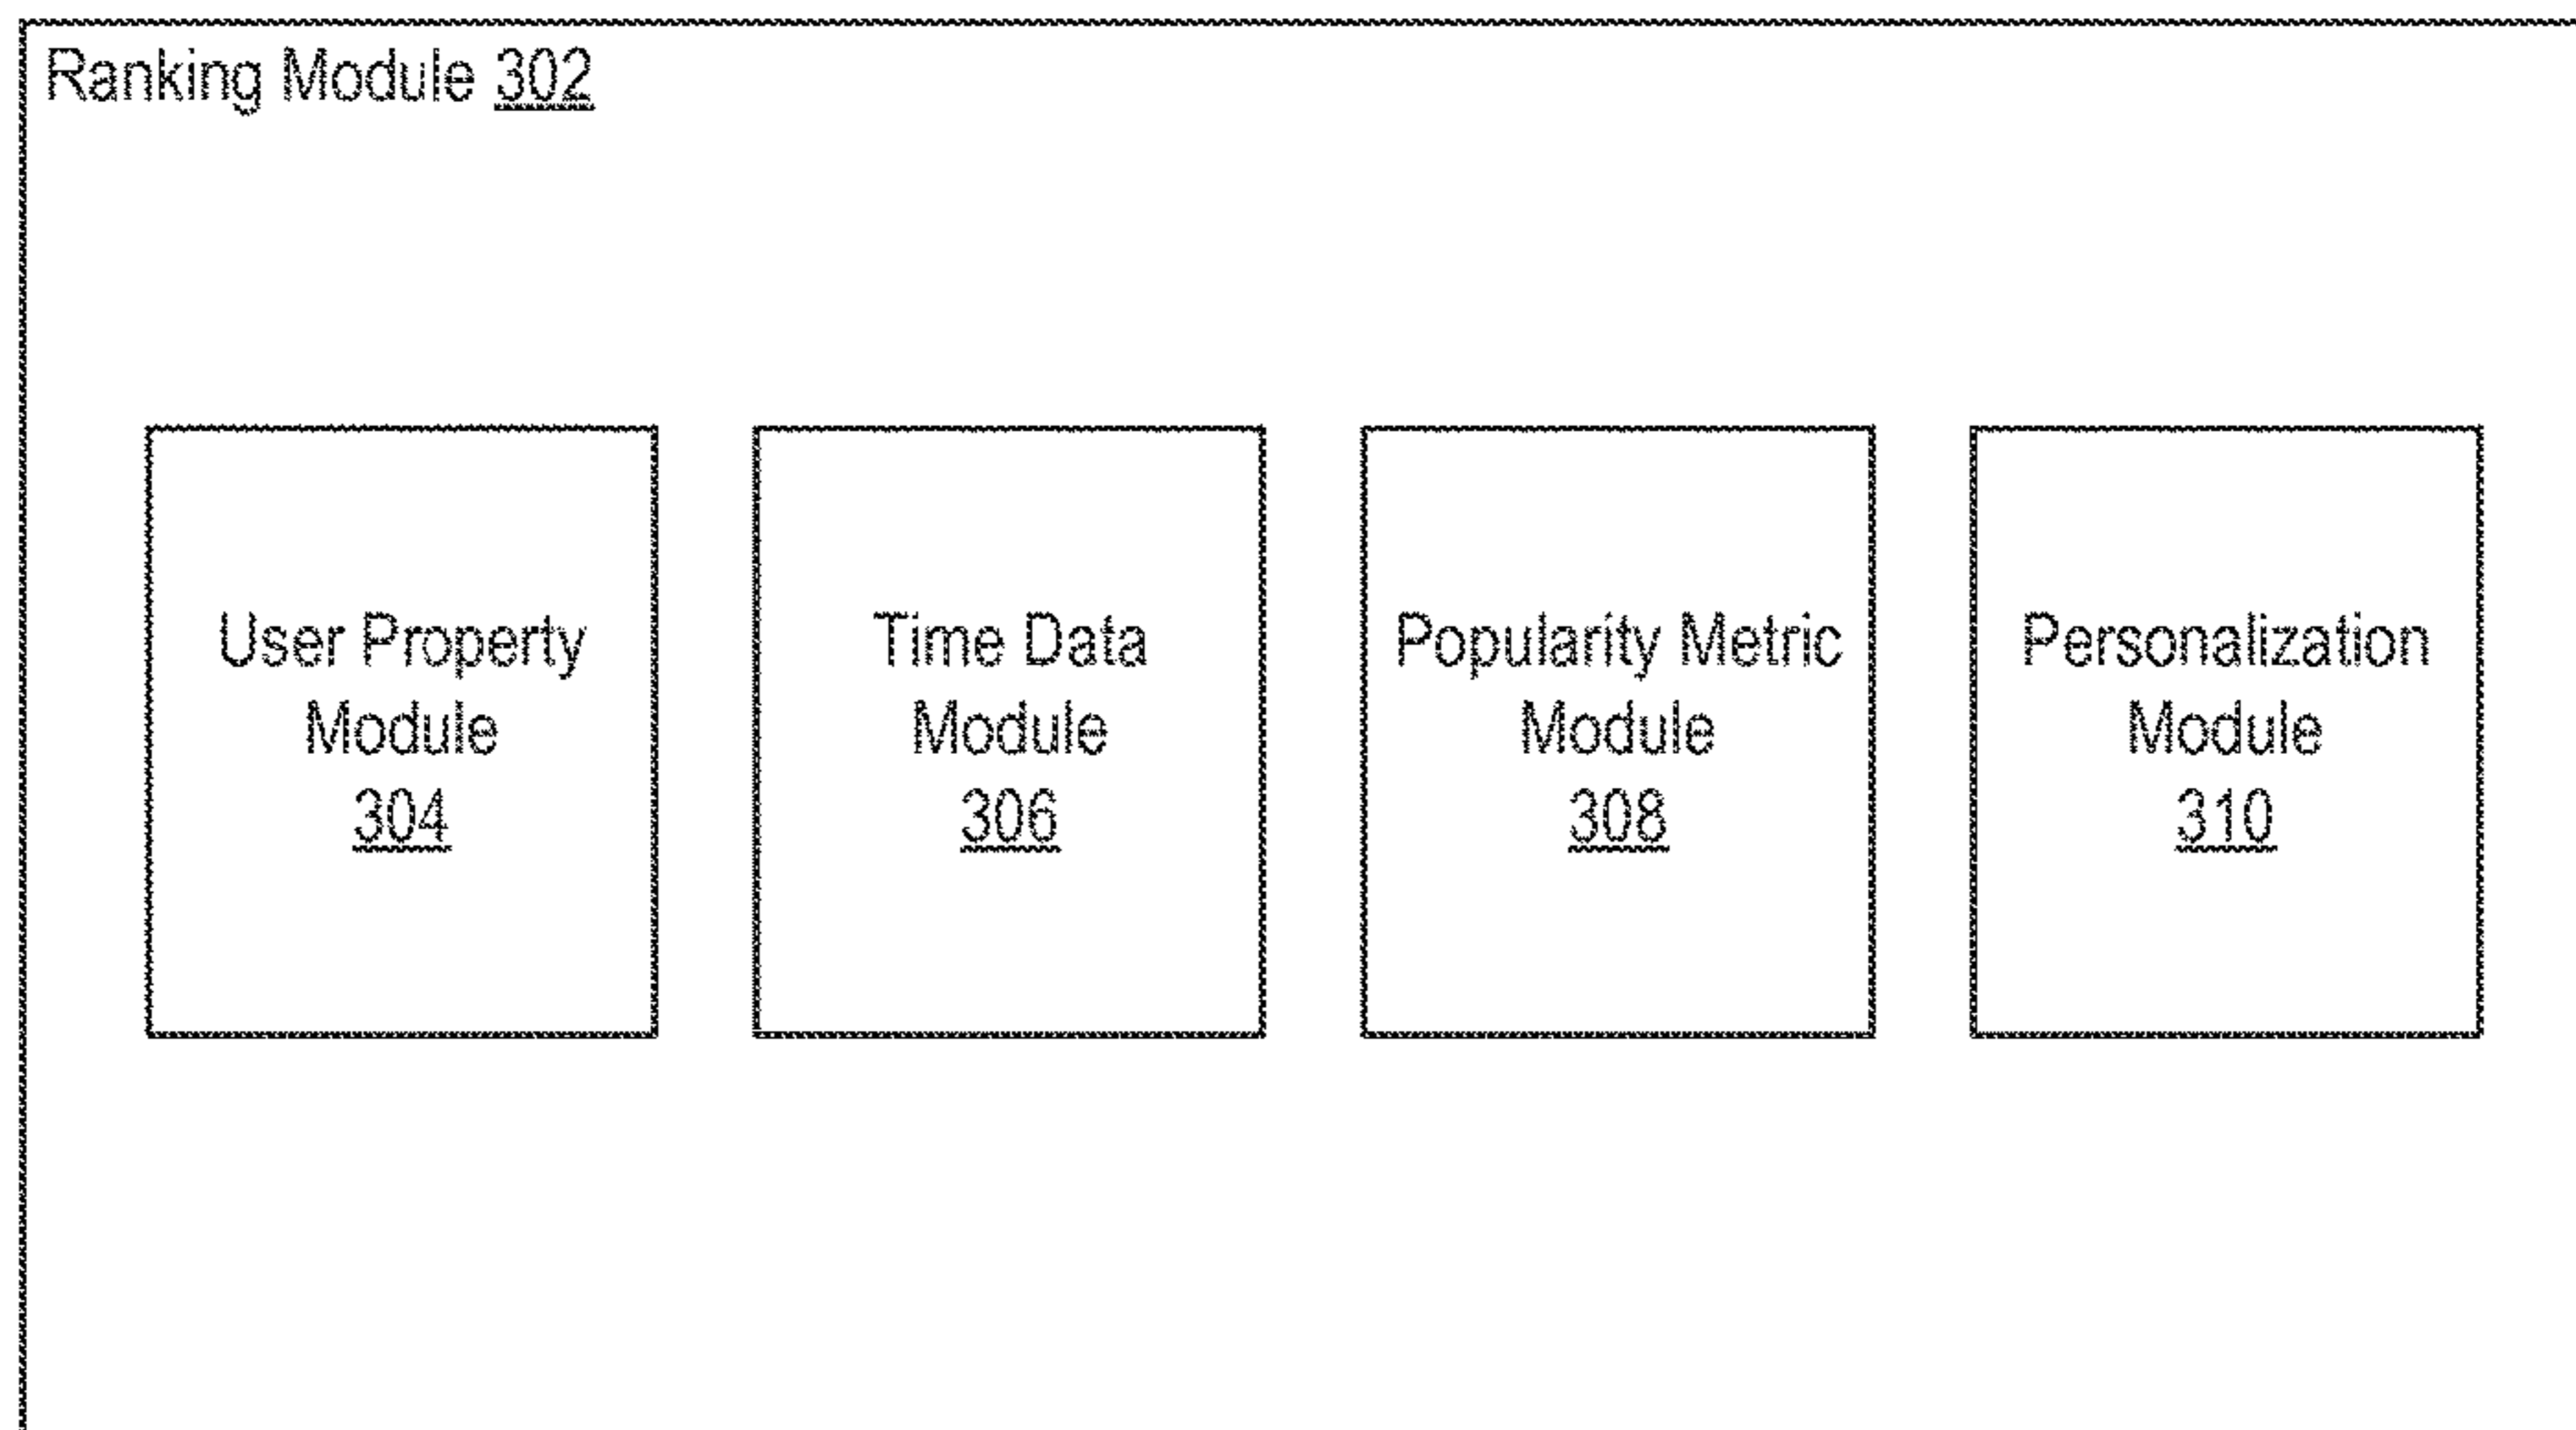 Ranking Module 302
User Property
Module
304
Time Data
Module
306
Popularity Metric
Module
308
Personalization
Module
310